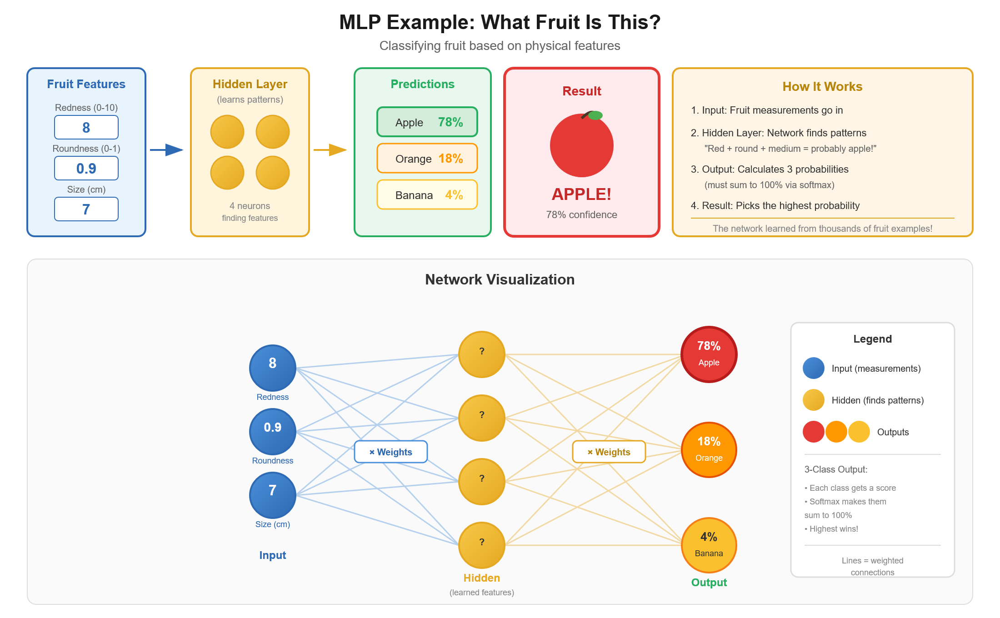 MLP Example: What Fruit Is This?
Classifying fruit based on physical features
Fruit Features
Redness (0-10)
8
Roundness (0-1)
0.9
Size (cm)
7
Hidden Layer
(learns patterns)
4 neurons
finding features
Predictions
Apple 78%
Orange 18%
Banana 4%
Result
APPLE!
78% confidence
How It Works
1. Input: Fruit measurements go in
2. Hidden Layer: Network finds patterns
"Red + round + medium = probably apple!"
3. Output: Calculates 3 probabilities
(must sum to 100% via softmax)
4. Result: Picks the highest probability
The network learned from thousands of fruit examples!
Network Visualization
8
Redness
0.9
Roundness
7
Size (cm)
Input
× Weights
?
?
?
?
Hidden
(learned features)
× Weights
78%
Apple
18%
Orange
4%
Banana
Output
Legend
Input (measurements)
Hidden (finds patterns)
Outputs
3-Class Output:
• Each class gets a score
• Softmax makes them
sum to 100%
• Highest wins!
Lines = weighted
connections